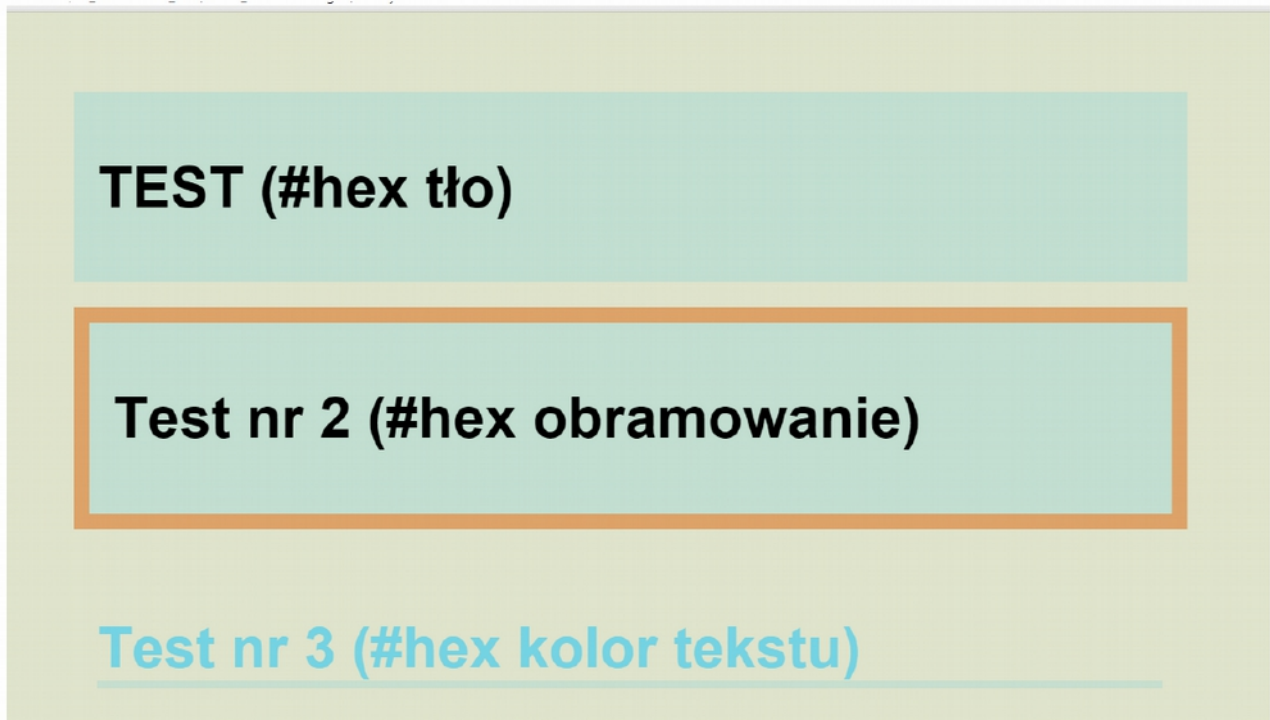 TEST (#hex tło)
Test nr 2 (#hex obramowanie)
Test nr 3 (#hex kolor tekstu)